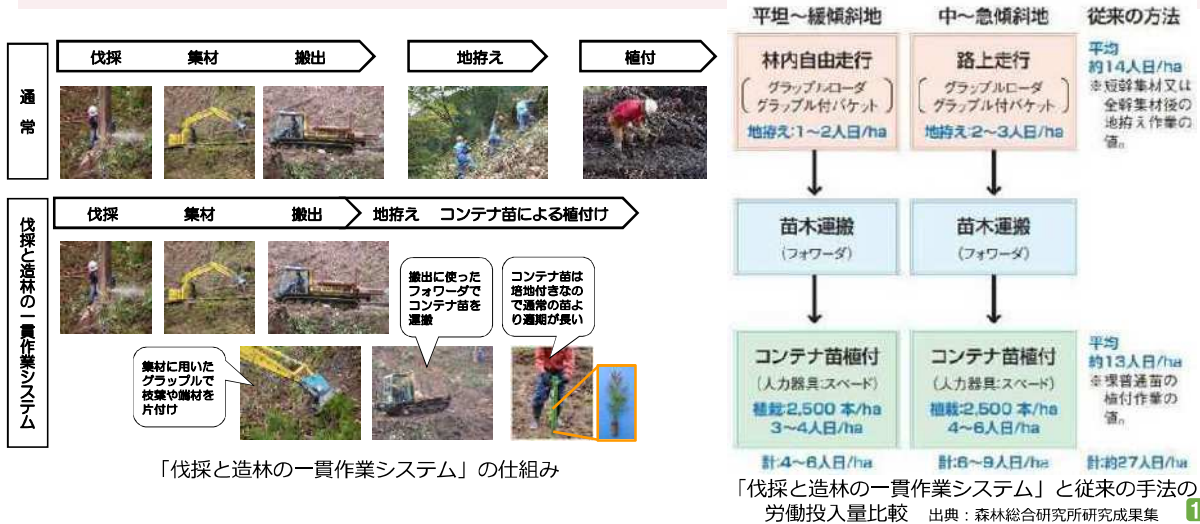 通常
伐採
集材
搬出
地拵え
植付
伐採と造林の一貫作業システム
伐採
集材
搬出
地拵え
コンテナ苗による植付け
搬出に使った
フォワーダで
コンテナ苗を
運搬
コンテナ苗は
培地付きなの
で通常の苗よ
り適期が長い
集材に用いた
グラップルで
枝葉や端材を
片付け
「伐採と造林の一貫作業システム」の仕組み
平坦〜緩傾斜地
中〜急傾斜地
従来の方法
林内自由走行
グラップルローダ
グラップル付バケット
地拵え:1〜2人日/ha
路上走行
グラップルローダ
グラップル付バケット
地拵え:2〜3人日/ha
平均
約14人日/ha
※短幹集材又は
全幹集材後の
地拵え作業の
値。
苗木運搬
(フォワーダ)
苗木運搬
(フォワーダ)
コンテナ苗植付
(人力器具:スペード)
植栽:2,500 本/ha
3〜4人日/ha
コンテナ苗植付
(人力器具:スペード)
植栽:2,500 本/ha
4〜6人日/ha
平均
約13人日/ha
※裸普通苗の
植付作業の
値。
計:4〜6人日/ha
計:6〜9人日/ha
計:約27人日/ha
「伐採と造林の一貫作業システム」と従来の手法の
労働投入量比較 出典：森林総合研究所研究成果集